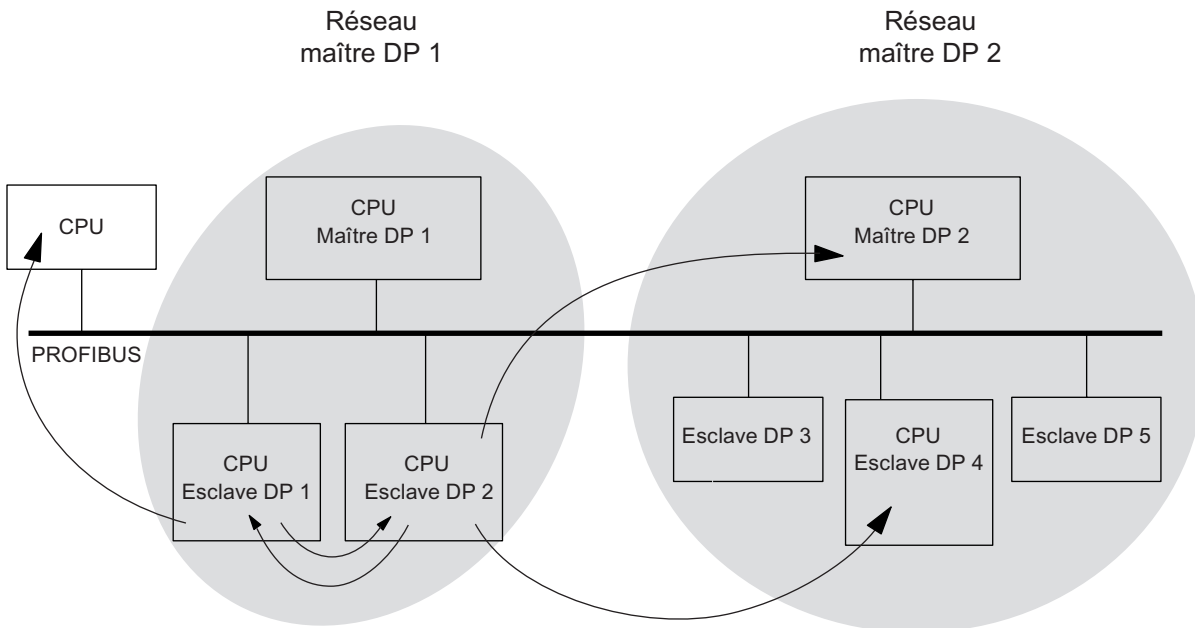 Réseau
maître DP 1
Réseau
maître DP 2
CPU
CPU
Maître DP 1
CPU
Maître DP 2
PROFIBUS
CPU
Esclave DP 1
CPU
Esclave DP 2
Esclave DP 3
CPU
Esclave DP 4
Esclave DP 5